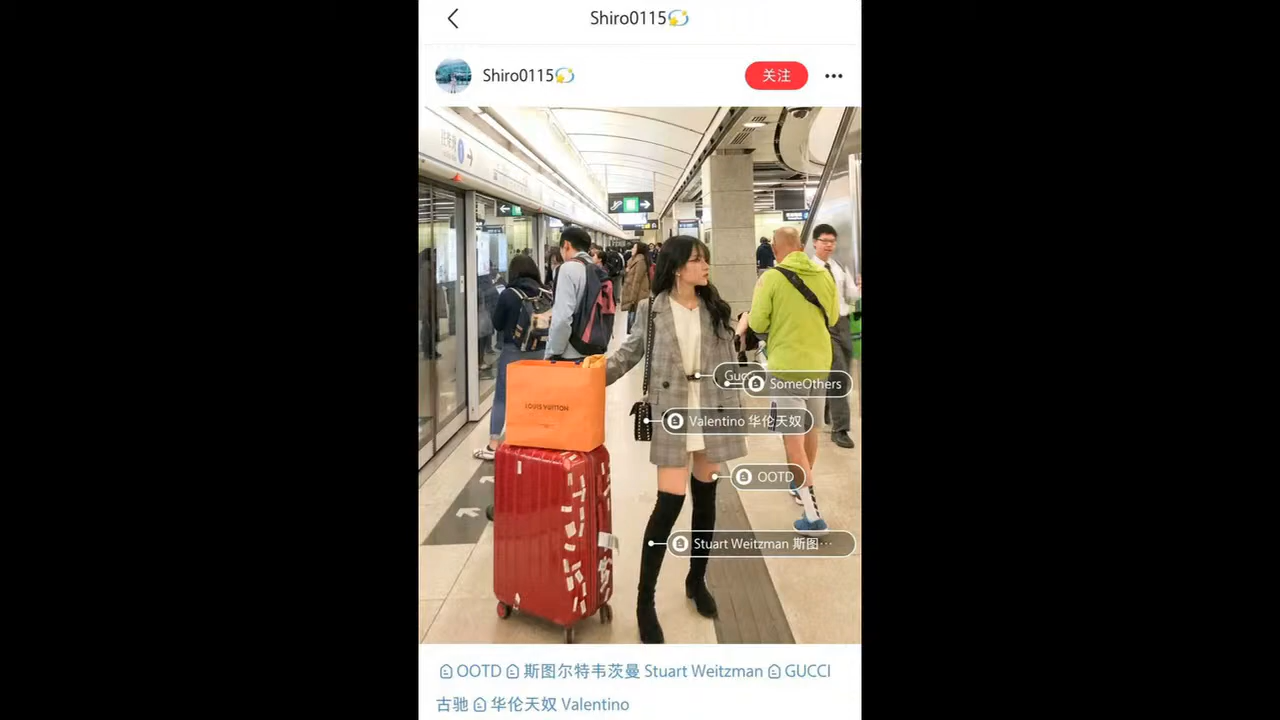 Shiro0115💫
Shiro0115💫
关注
LOUIS VUITTON
Gucci
SomeOthers
Valentino 华伦天奴
OOTD
Stuart Weitzman 斯图…
OOTD 斯图尔特韦茨曼 Stuart Weitzman GUCCI
古驰 华伦天奴 Valentino